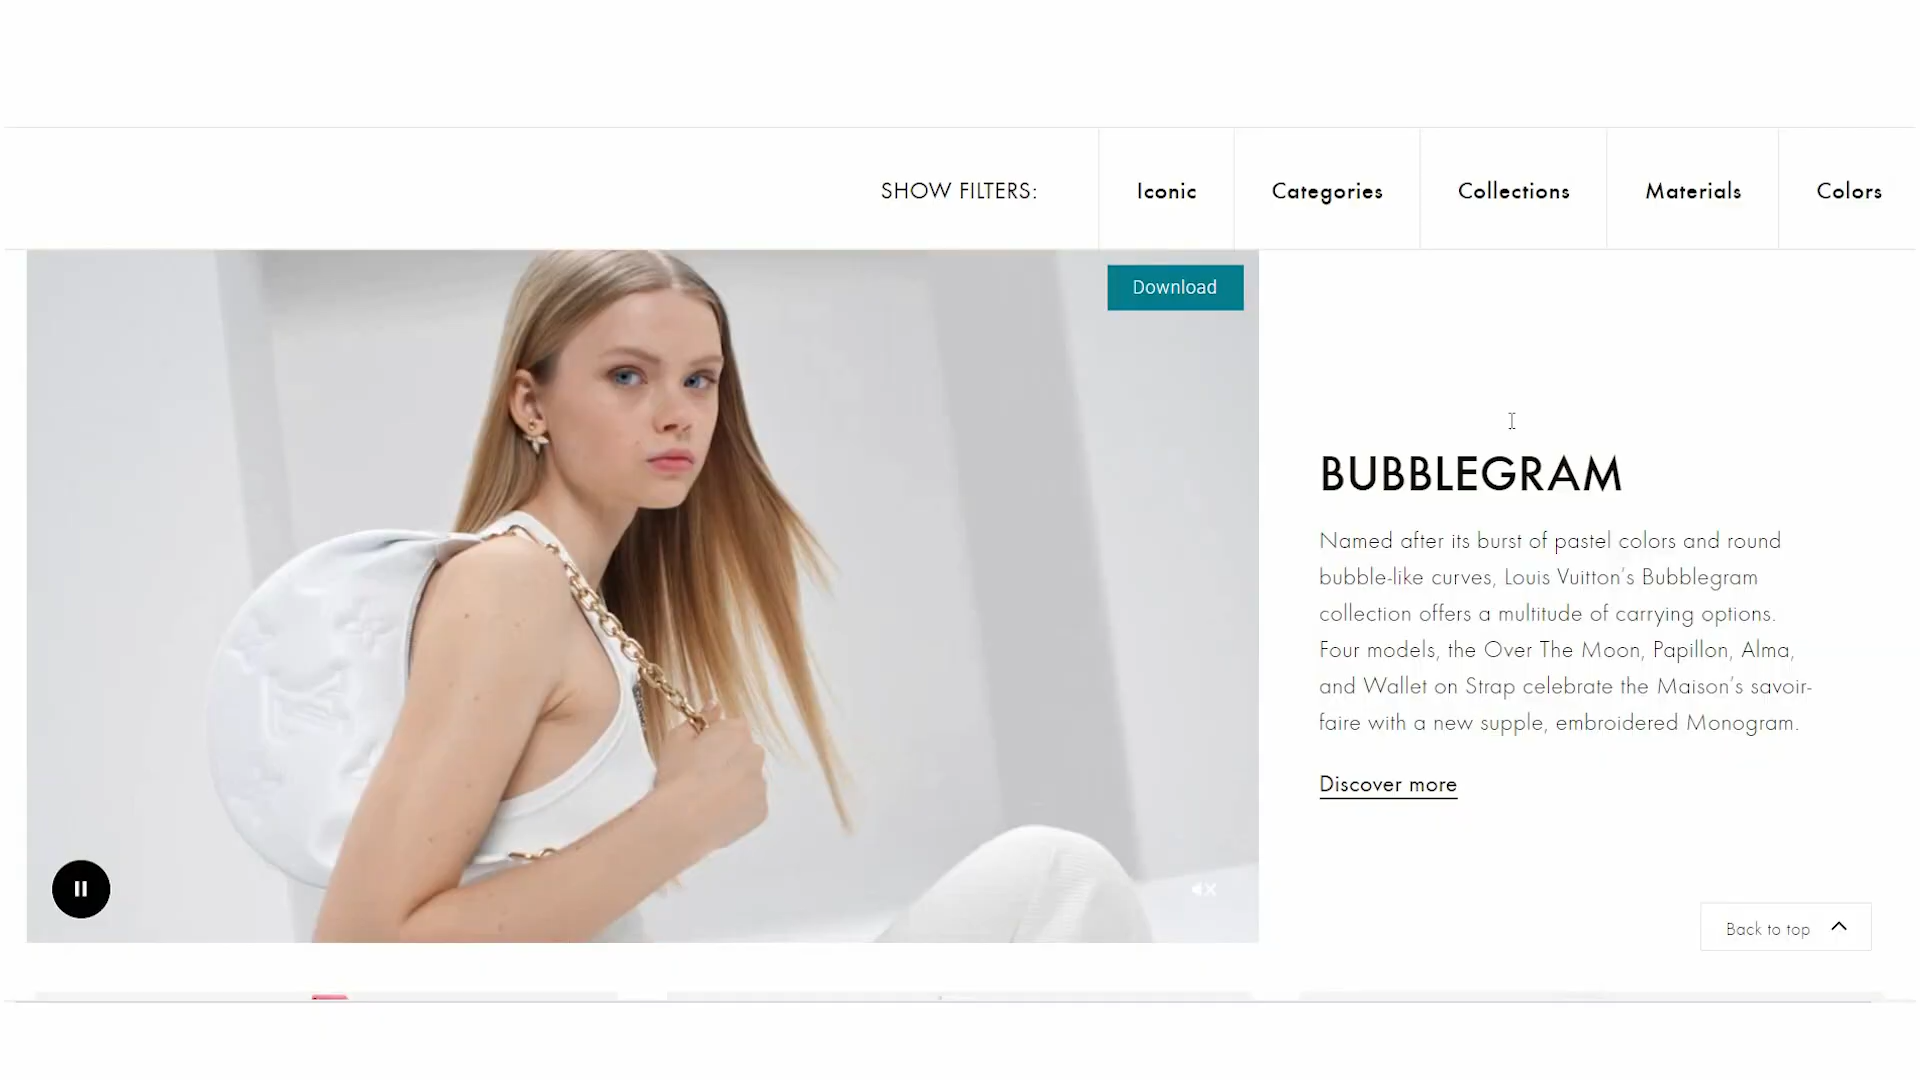 SHOW FILTERS:
Iconic
Categories
Collections
Materials
Colors
Download
BUBBLEGRAM
Named after its burst of pastel colors and round
bubble-like curves, Louis Vuitton's Bubblegram
collection offers a multitude of carrying options.
Four models, the Over The Moon, Papillon, Alma,
and Wallet on Strap celebrate the Maison's savoir-
faire with a new supple, embroidered Monogram.
Discover more
Back to top